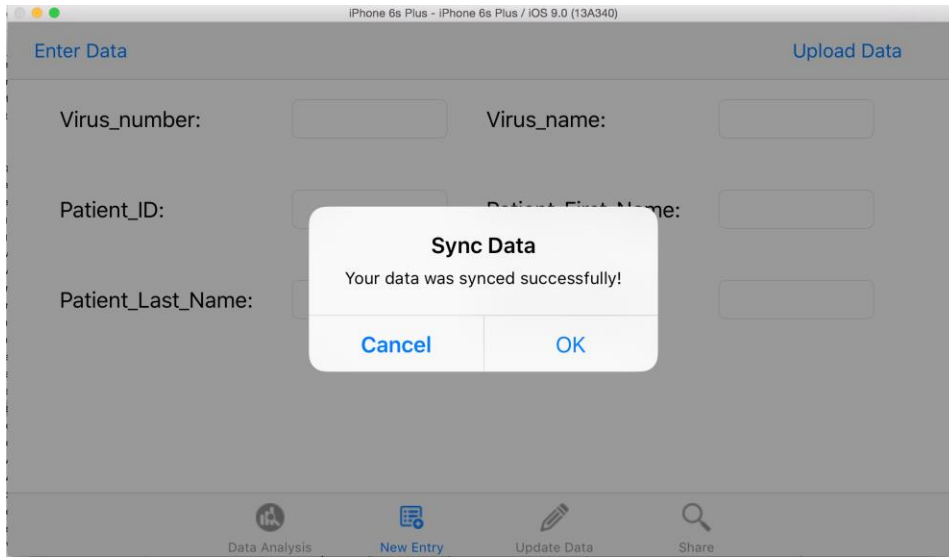 iPhone 6s Plus - iPhone 6s Plus / iOS 9.0 (13A340)
Enter Data Upload Data
Virus_number: Virus_name:
Patient_ID: Patient_First_Name:
Sync Data
Your data was synced successfully!
Patient_Last_Name:
Cancel OK
Data Analysis New Entry Update Data Share